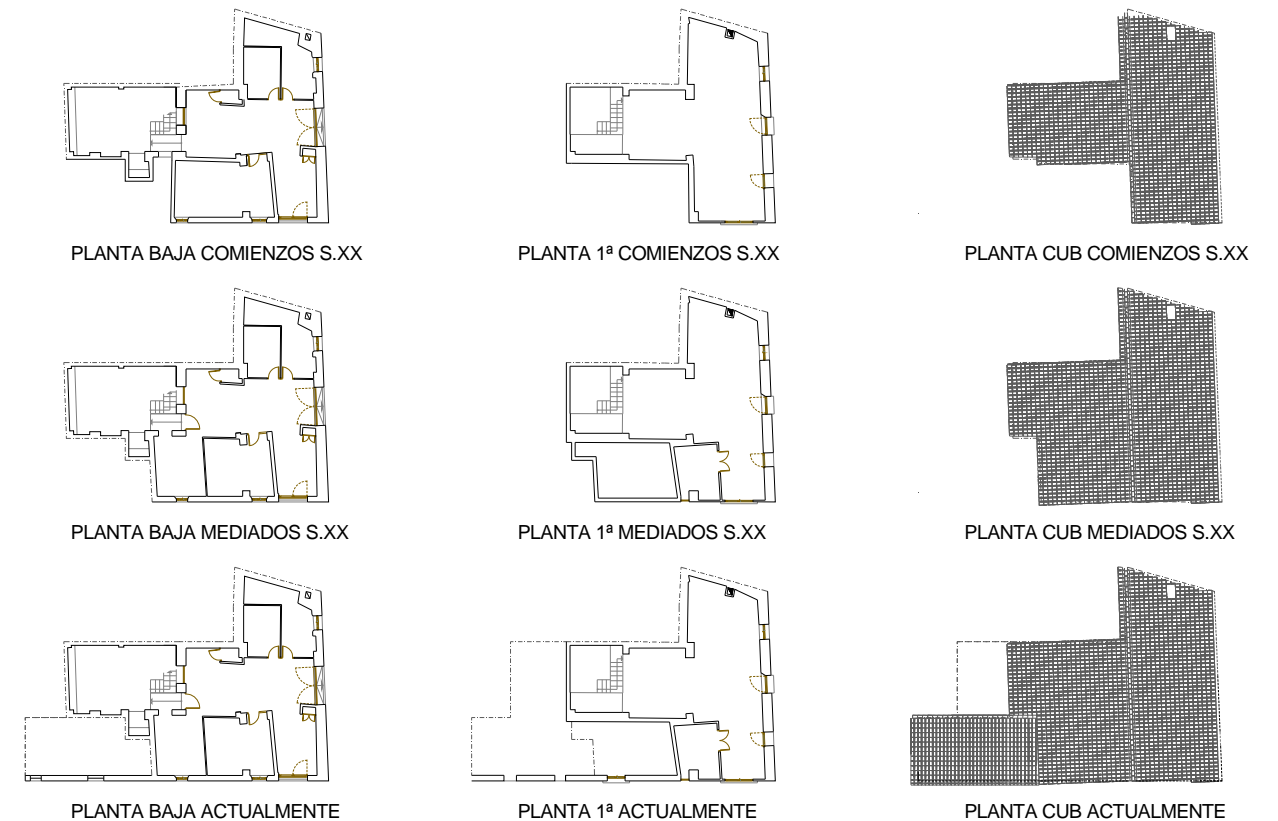 PLANTA BAJA COMIENZOS S.XX
PLANTA 1ª COMIENZOS S.XX
PLANTA CUB COMIENZOS S.XX
PLANTA BAJA MEDIADOS S.XX
PLANTA 1ª MEDIADOS S.XX
PLANTA CUB MEDIADOS S.XX
PLANTA BAJA ACTUALMENTE
PLANTA 1ª ACTUALMENTE
PLANTA CUB ACTUALMENTE